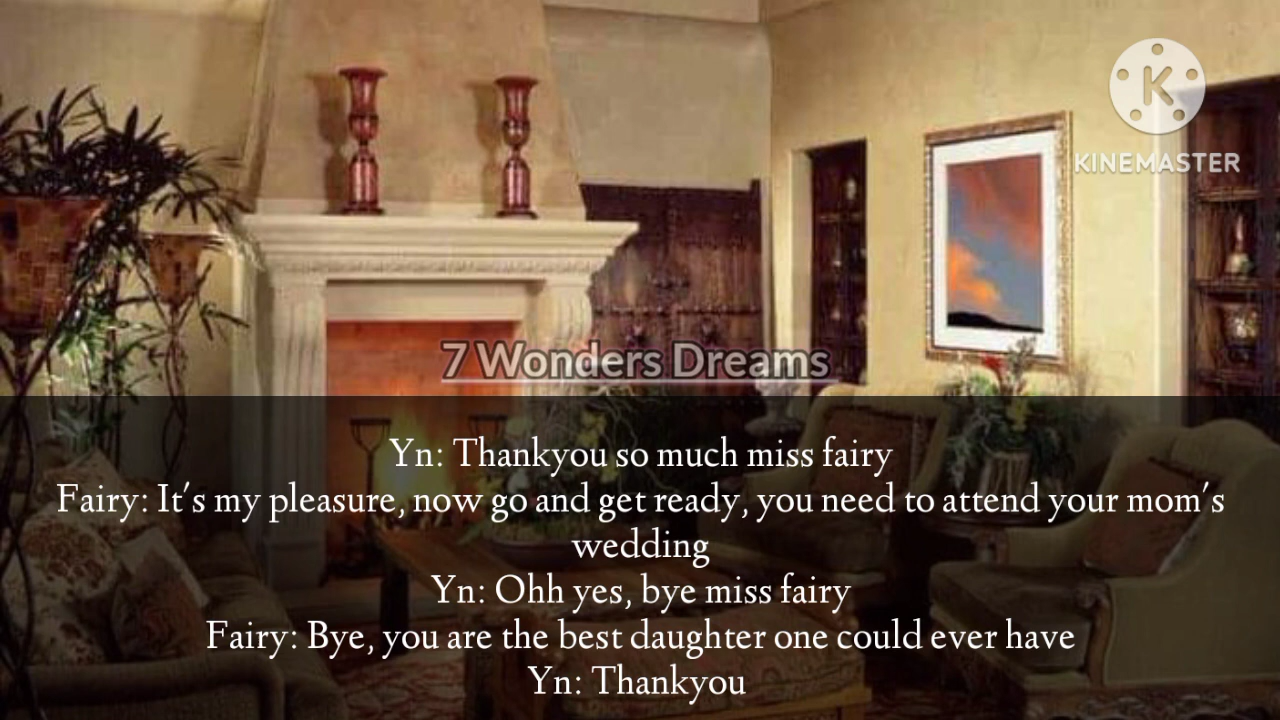 KINEMASTER
7 Wonders Dreams
Yn: Thankyou so much miss fairy
Fairy: It's my pleasure, now go and get ready, you need to attend your mom's
wedding
Yn: Ohh yes, bye miss fairy
Fairy: Bye, you are the best daughter one could ever have
Yn: Thankyou